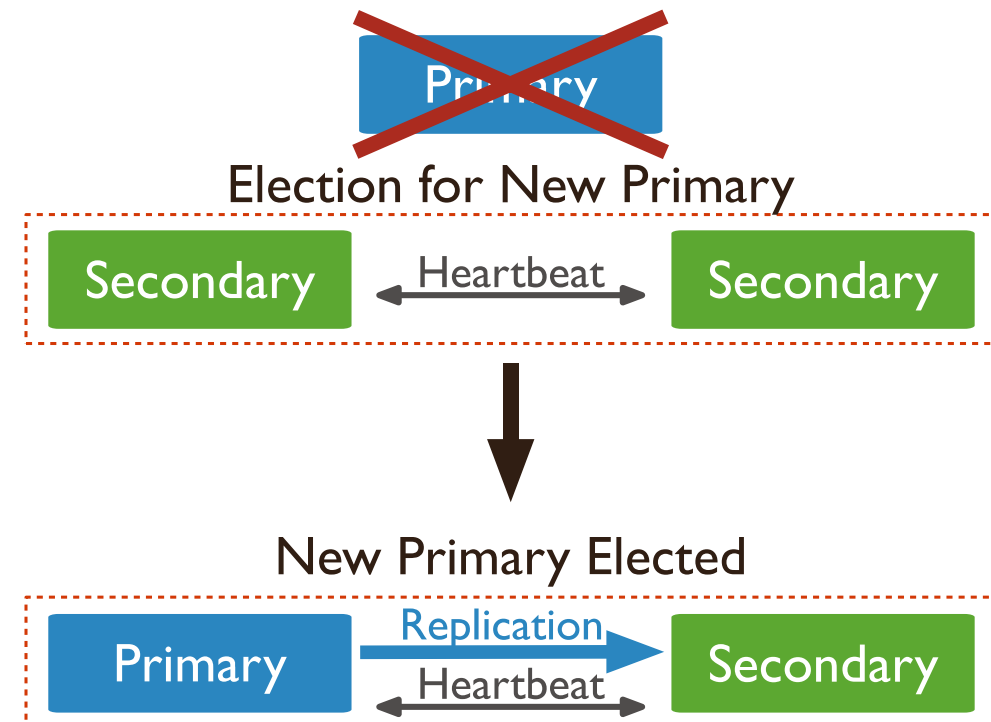 Primary
Election for New Primary
Secondary
Heartbeat
Secondary
New Primary Elected
Replication
Primary
Heartbeat
Secondary